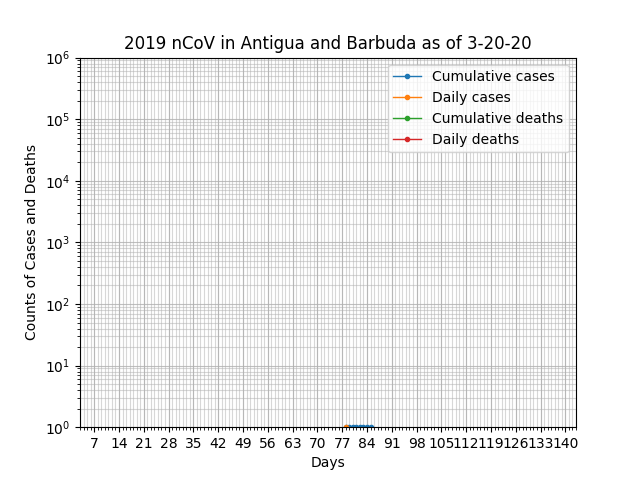 2019 nCoV in Antigua and Barbuda as of 3-20-20
Cumulative cases
Daily cases
Cumulative deaths
Daily deaths
Counts of Cases and Deaths
10^6
10^5
10^4
10^3
10^2
10^1
10^0
7 14 21 28 35 42 49 56 63 70 77 84 91 98 105 112 119 126 133 140
Days